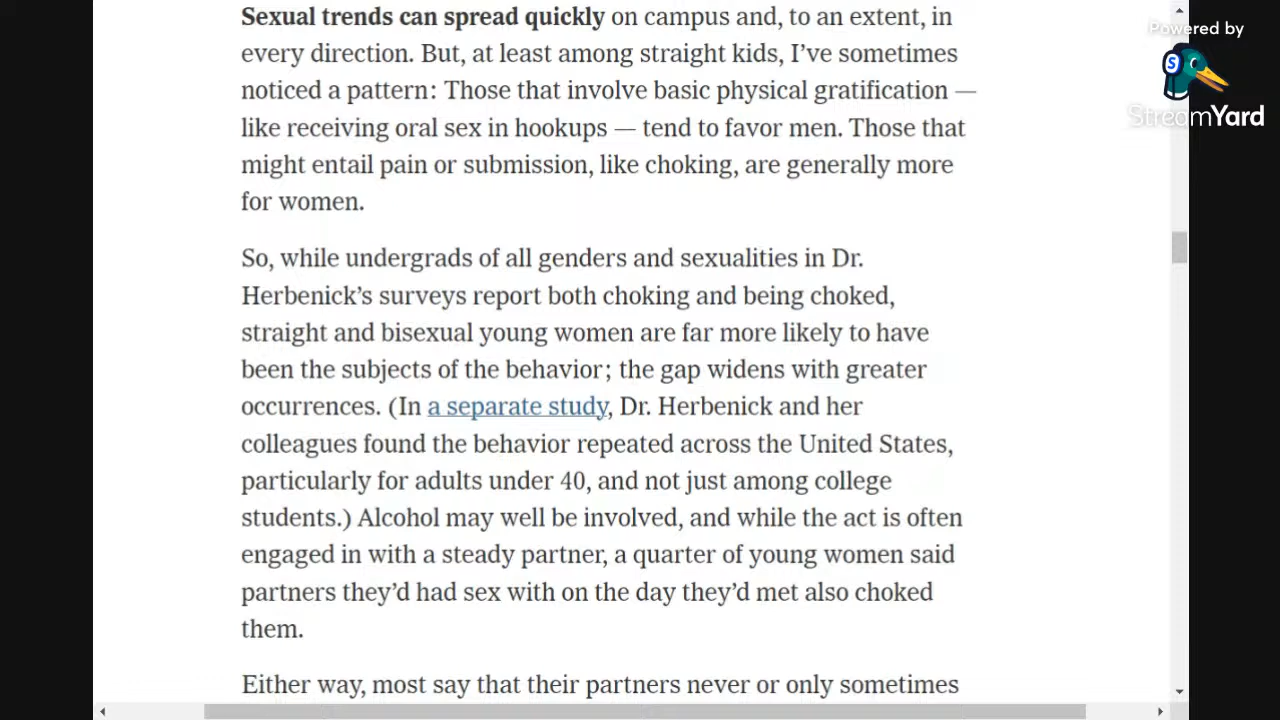 Sexual trends can spread quickly on campus and, to an extent, in
every direction. But, at least among straight kids, I’ve sometimes
noticed a pattern: Those that involve basic physical gratification —
like receiving oral sex in hookups — tend to favor men. Those that
might entail pain or submission, like choking, are generally more
for women.
So, while undergrads of all genders and sexualities in Dr.
Herbenick’s surveys report both choking and being choked,
straight and bisexual young women are far more likely to have
been the subjects of the behavior; the gap widens with greater
occurrences. (In a separate study, Dr. Herbenick and her
colleagues found the behavior repeated across the United States,
particularly for adults under 40, and not just among college
students.) Alcohol may well be involved, and while the act is often
engaged in with a steady partner, a quarter of young women said
partners they’d had sex with on the day they’d met also choked
them.
Either way, most say that their partners never or only sometimes
Powered by
S
StreamYard